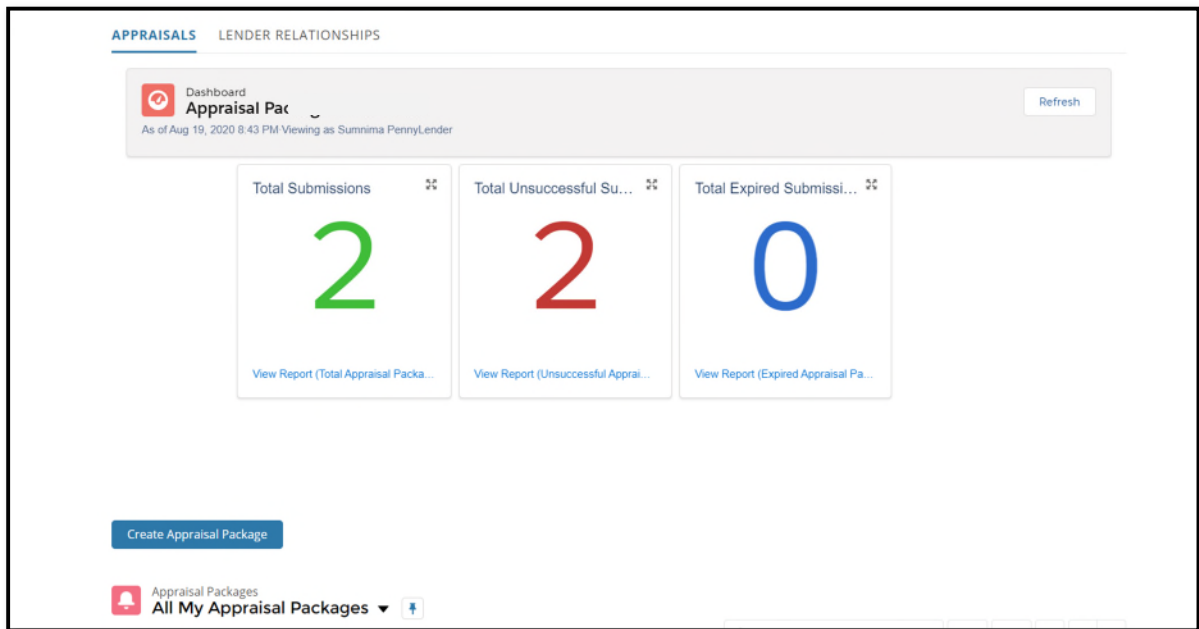 APPRAISALS LENDER RELATIONSHIPS
Dashboard
Appraisal
As of Aug 19, 2020 8:43 PM·Viewing as Sumnima PennyLender
Refresh
Total Submissions
2
View Report (Total Appraisal Packa...
Total Unsuccessful Su...
2
View Report (Unsuccessful Apprai...
Total Expired Submissi...
0
View Report (Expired Appraisal Pa...
Create Appraisal Package
Appraisal Packages
All My Appraisal Packages